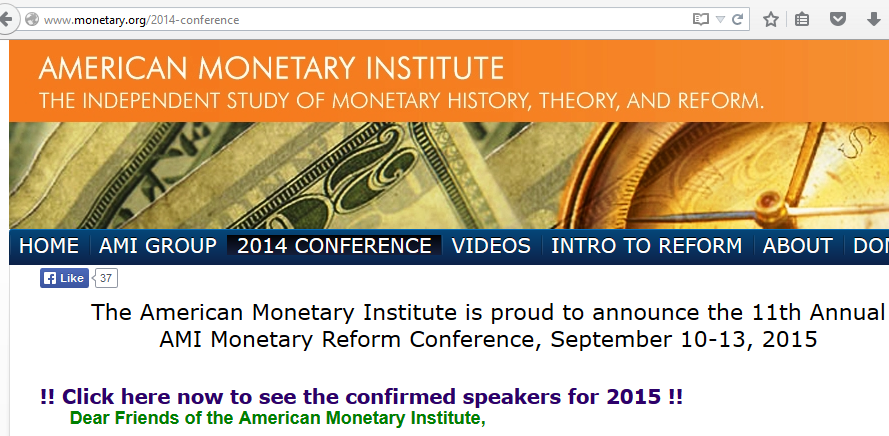 www.monetary.org/2014-conference
AMERICAN MONETARY INSTITUTE
THE INDEPENDENT STUDY OF MONETARY HISTORY, THEORY, AND REFORM.
HOME AMI GROUP 2014 CONFERENCE VIDEOS INTRO TO REFORM ABOUT DON
Like 37
The American Monetary Institute is proud to announce the 11th Annual
AMI Monetary Reform Conference, September 10-13, 2015
!! Click here now to see the confirmed speakers for 2015 !!
Dear Friends of the American Monetary Institute,